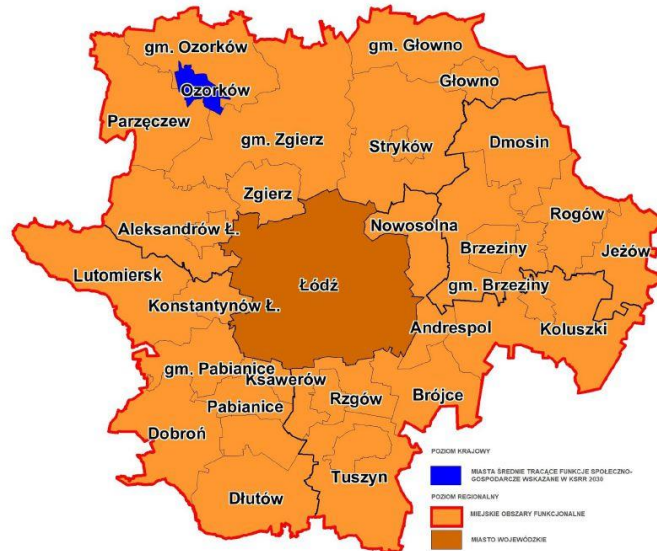 gm. Ozorków
gm. Głowno
Głowno
Ozorków
Parzęczew
gm. Zgierz
Stryków
Dmosin
Zgierz
Rogów
Aleksandrów Ł.
Nowosolna
Brzeziny
Jeżów
Lutomiersk
Łódź
gm. Brzeziny
Konstantynów Ł.
Andrespol
Koluszki
gm. Pabianice
Ksawerów
Rzgów
Brójce
Pabianice
Dobroń
Tuszyn
Dłutów
POZIOM KRAJOWY
MIASTA ŚREDNIE TRACĄCE FUNKCJE SPOŁECZNO-
GOSPODARCZE WSKAZANE W KSRR 2030
POZIOM REGIONALNY
MIEJSKIE OBSZARY FUNKCJONALNE
MIASTO WOJEWÓDZKIE